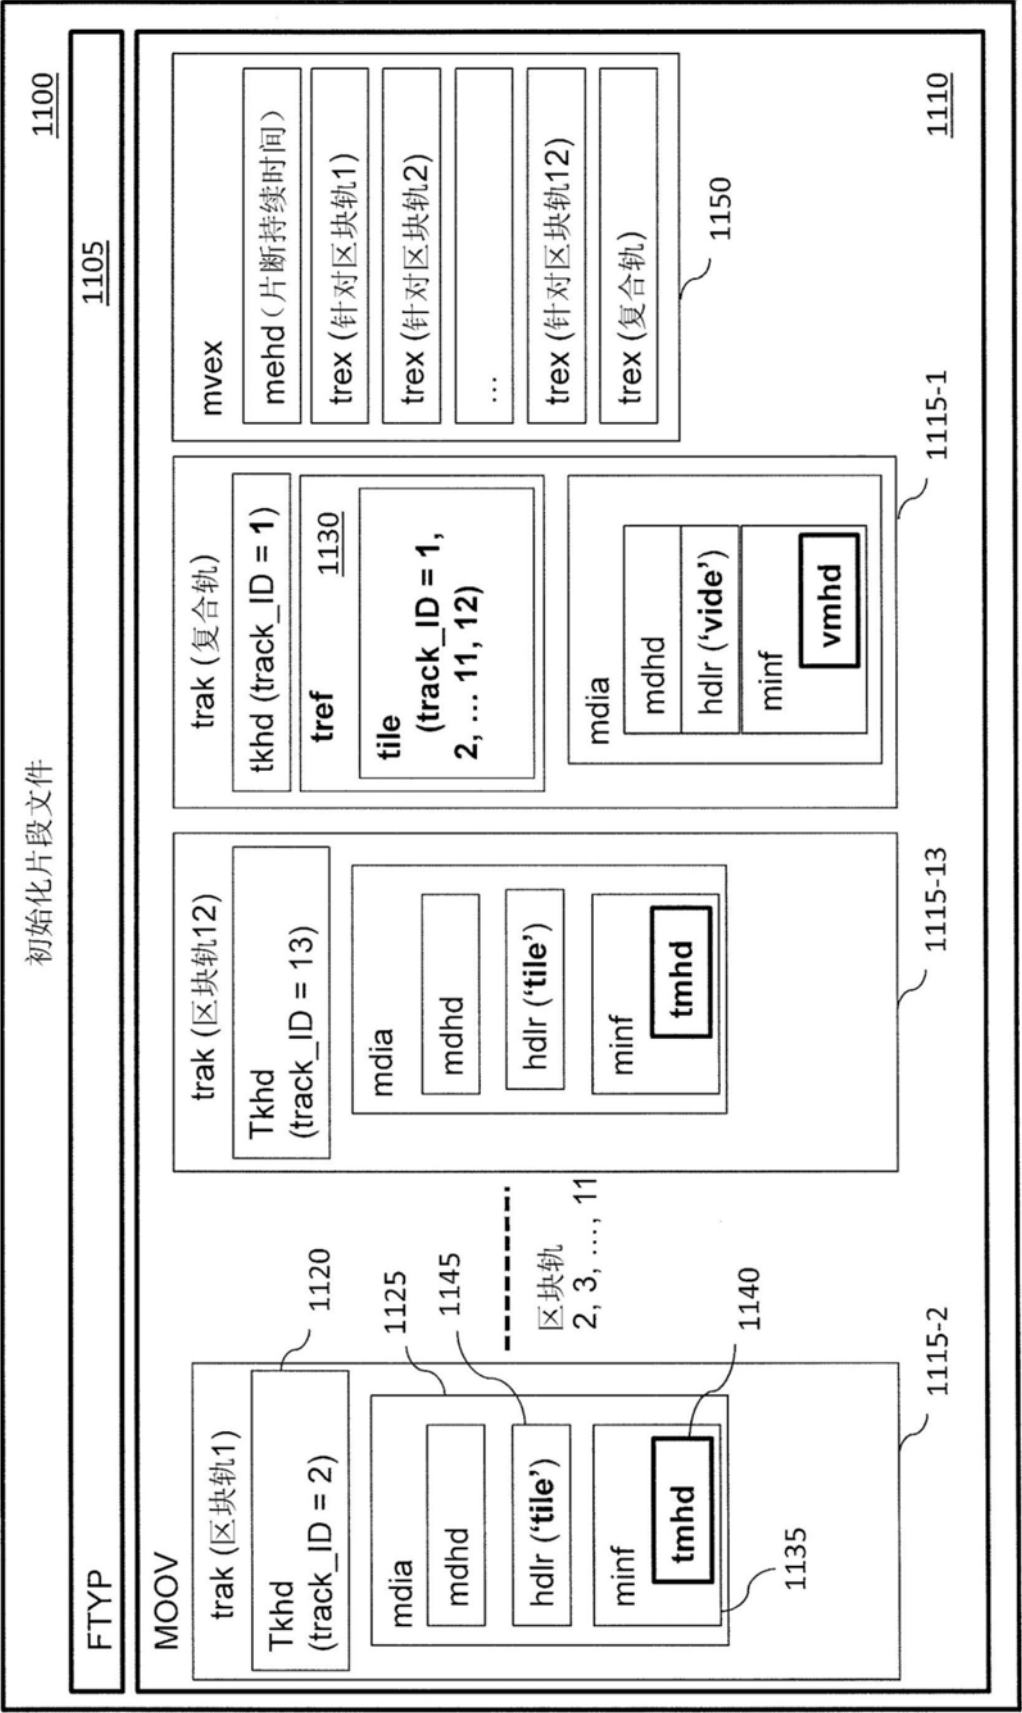 初始化片段文件
1100
FTYP
1105
MOOV
1110
trak (区块轨1)
Tkhd
(track_ID = 2)
1120
mdia
1125
mdhd
hdlr (‘tile’)
1145
minf
tmhd
1140
1135
1115-2
区块轨
2, 3, ..., 11
trak (区块轨12)
Tkhd
(track_ID = 13)
mdia
mdhd
hdlr (‘tile’)
minf
tmhd
1115-13
trak (复合轨)
tkhd (track_ID = 1)
tref
1130
tile
(track_ID = 1,
2, ... 11, 12)
mdia
mdhd
hdlr (‘vide’)
minf
vmhd
1115-1
mvex
mehd (片断持续时间)
trex (针对区块轨1)
trex (针对区块轨2)
...
trex (针对区块轨12)
trex (复合轨)
1150